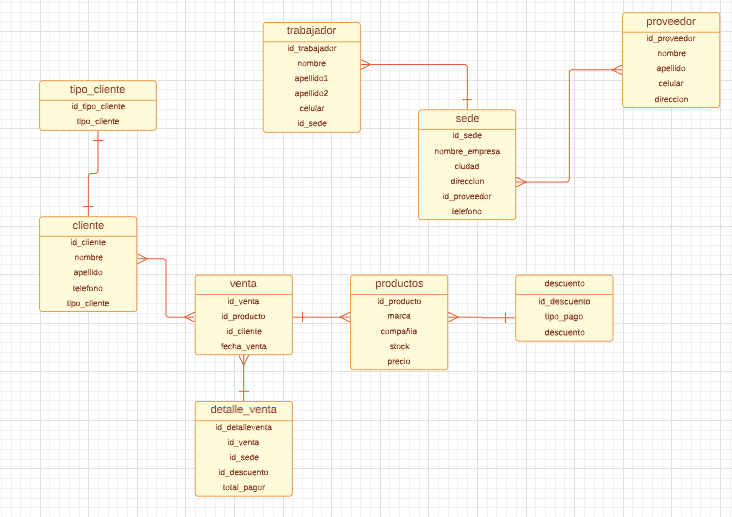 trabajador
id_trabajador
nombre
apellido1
apellido2
celular
id_sede
proveedor
id_proveedor
nombre
apellido
celular
direccion
tipo_cliente
id_tipo_cliente
tipo_cliente
sede
id_sede
nombre_empresa
ciudad
direccion
id_proveedor
telefono
cliente
id_cliente
nombre
apellido
telefono
tipo_cliente
venta
id_venta
id_producto
id_cliente
fecha_venta
productos
id_producto
marca
compañia
stock
precio
descuento
id_descuento
tipo_pago
descuento
detalle_venta
id_detalleventa
id_venta
id_sede
id_descuento
total_pagor